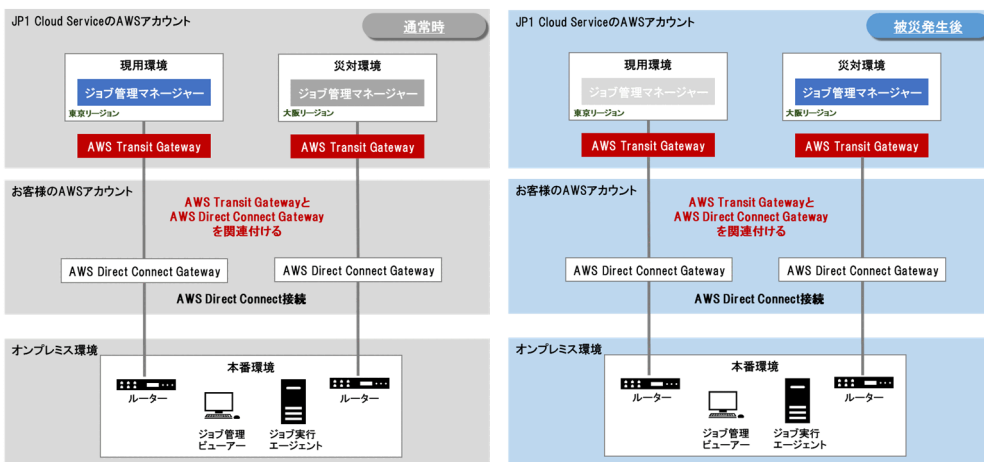 JP1 Cloud ServiceのAWSアカウント
通常時
現用環境
ジョブ管理マネージャー
東京リージョン
災対環境
ジョブ管理マネージャー
大阪リージョン
AWS Transit Gateway
AWS Transit Gateway
お客様のAWSアカウント
AWS Transit Gatewayと
AWS Direct Connect Gateway
を関連付ける
AWS Direct Connect Gateway
AWS Direct Connect Gateway
AWS Direct Connect接続
オンプレミス環境
本番環境
ルーター
ルーター
ジョブ管理
ビューアー
ジョブ実行
エージェント
JP1 Cloud ServiceのAWSアカウント
被災発生後
現用環境
ジョブ管理マネージャー
東京リージョン
災対環境
ジョブ管理マネージャー
大阪リージョン
AWS Transit Gateway
AWS Transit Gateway
お客様のAWSアカウント
AWS Transit Gatewayと
AWS Direct Connect Gateway
を関連付ける
AWS Direct Connect Gateway
AWS Direct Connect Gateway
AWS Direct Connect接続
オンプレミス環境
本番環境
ルーター
ルーター
ジョブ管理
ビューアー
ジョブ実行
エージェント